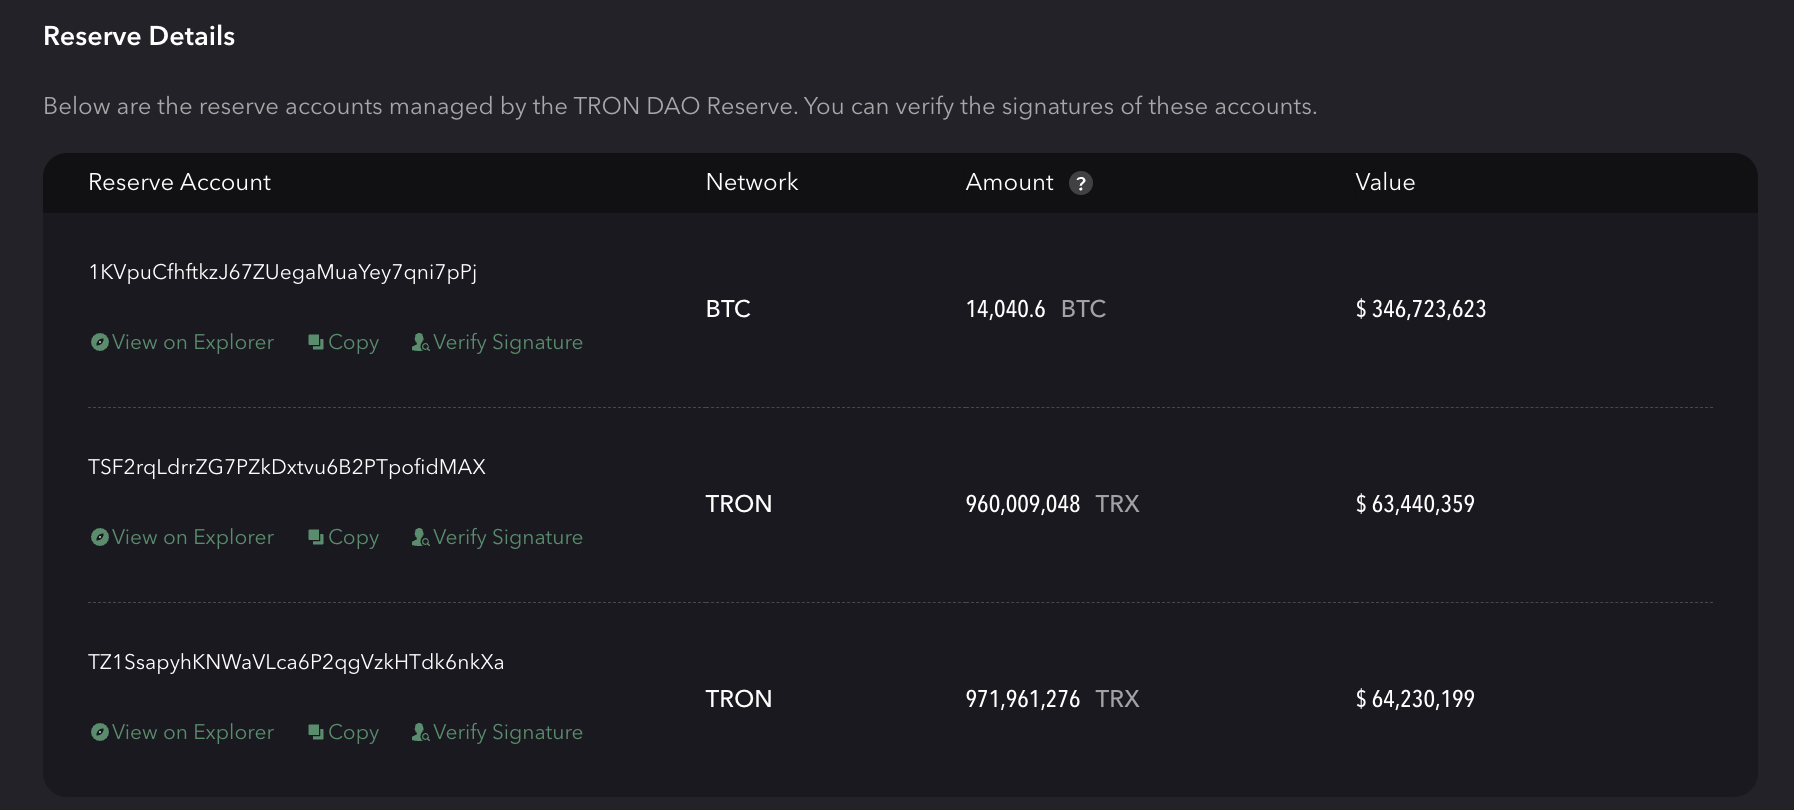 Reserve Details
Below are the reserve accounts managed by the TRON DAO Reserve. You can verify the signatures of these accounts.
Reserve Account Network Amount ? Value
1KVpuCfhftkzJ67ZUegaMuaYey7qni7pPj
BTC 14,040.6 BTC $ 346,723,623
View on Explorer Copy Verify Signature
TSF2rqLdrrZG7PZkDxtvu6B2PTpofidMAX
TRON 960,009,048 TRX $ 63,440,359
View on Explorer Copy Verify Signature
TZ1SsapyhKNWaVLca6P2qgVzkHTdk6nkXa
TRON 971,961,276 TRX $ 64,230,199
View on Explorer Copy Verify Signature